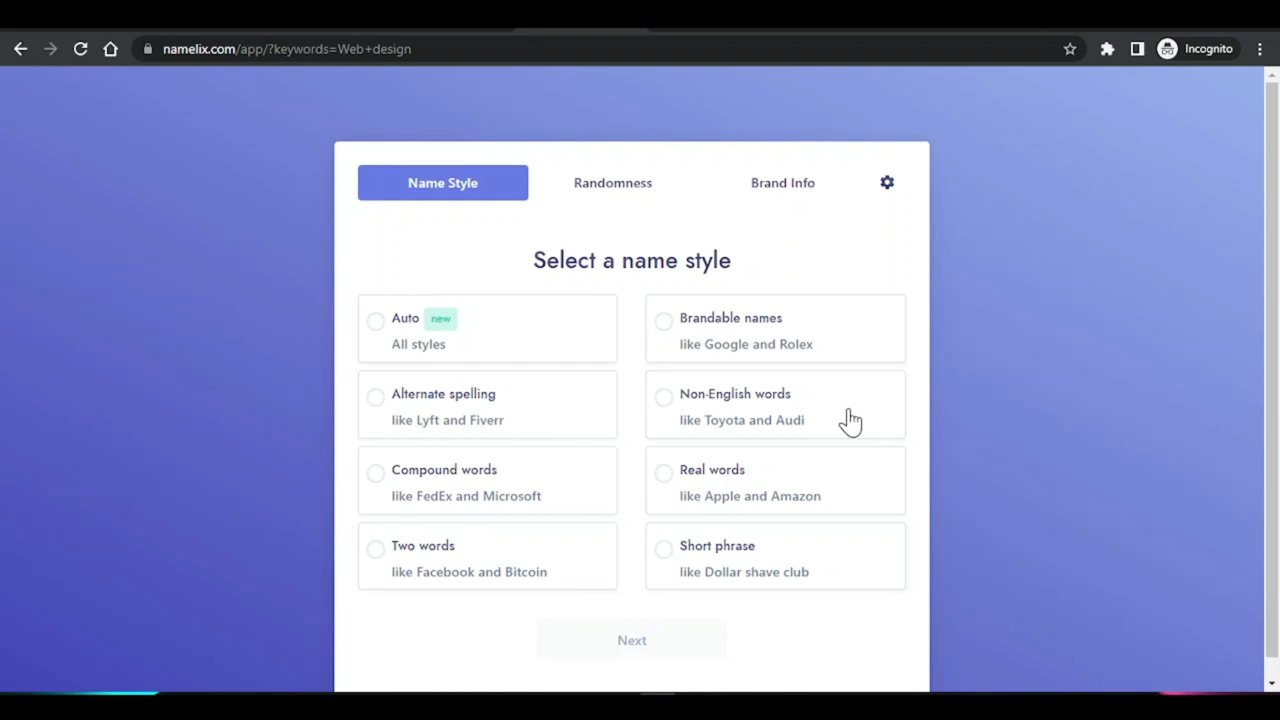 namelix.com/app/?keywords=Web+design
Incognito
Name Style
Randomness
Brand Info
Select a name style
Auto new
All styles
Brandable names
like Google and Rolex
Alternate spelling
like Lyft and Fiverr
Non-English words
like Toyota and Audi
Compound words
like FedEx and Microsoft
Real words
like Apple and Amazon
Two words
like Facebook and Bitcoin
Short phrase
like Dollar shave club
Next